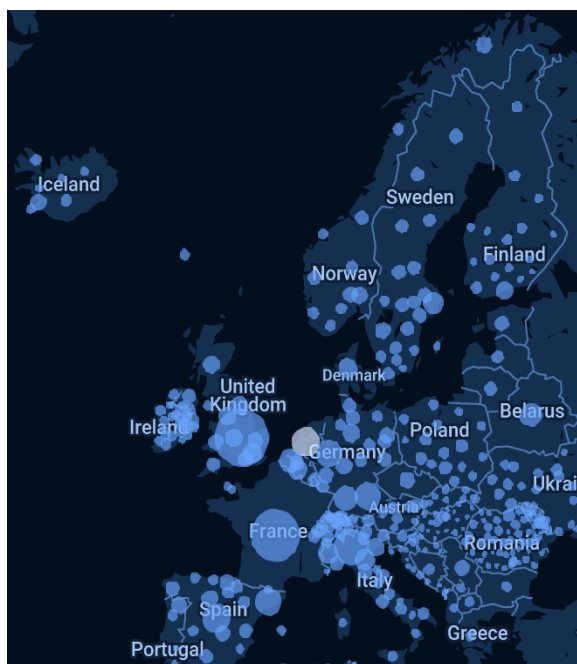 Iceland
Sweden
Finland
Norway
Denmark
United
Kingdom
Ireland
Belarus
Poland
Germany
Ukrai
Austria
France
Romania
Italy
Spain
Greece
Portugal